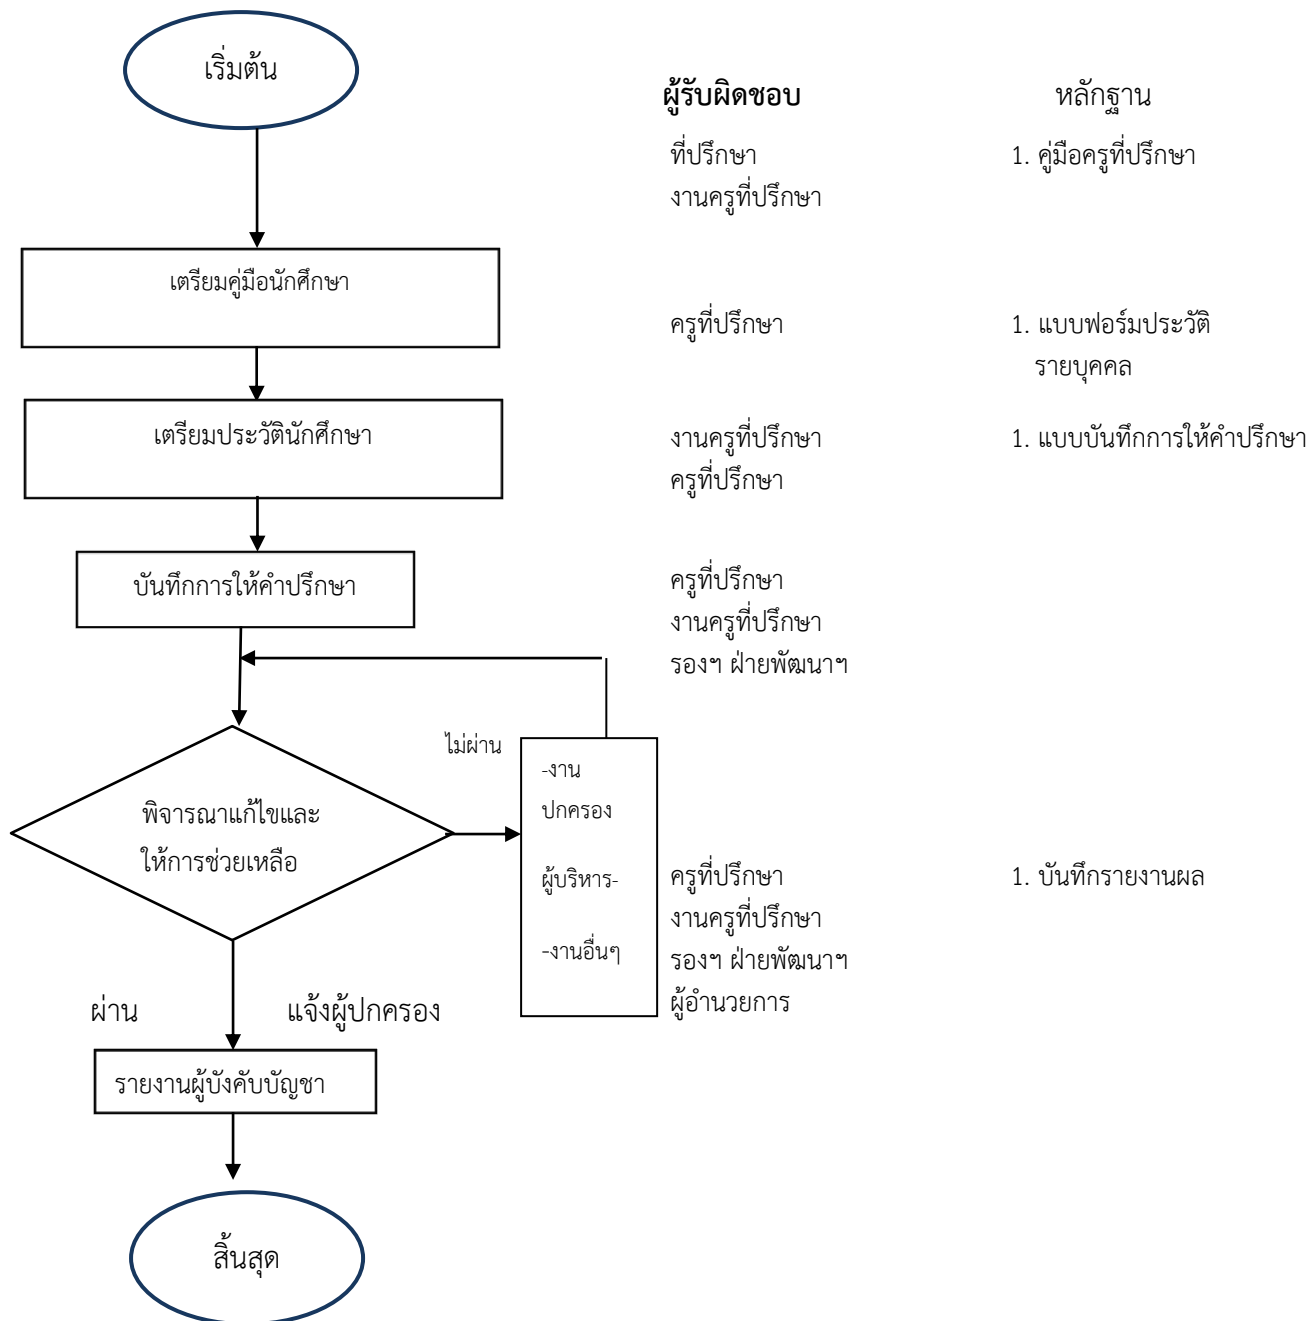 เริ่มต้น
ผู้รับผิดชอบ
หลักฐาน
ที่ปรึกษา
1. คู่มือครูที่ปรึกษา
งานครูที่ปรึกษา
เตรียมคู่มือนักศึกษา
ครูที่ปรึกษา
1. แบบฟอร์มประวัติ
รายบุคคล
เตรียมประวัตินักศึกษา
งานครูที่ปรึกษา
1. แบบบันทึกการให้คำปรึกษา
ครูที่ปรึกษา
บันทึกการให้คำปรึกษา
ครูที่ปรึกษา
งานครูที่ปรึกษา
รองฯ ฝ่ายพัฒนาฯ
ไม่ผ่าน
-งาน
ปกครอง
ผู้บริหาร-
-งานอื่นๆ
พิจารณาแก้ไขและ
ให้การช่วยเหลือ
ครูที่ปรึกษา
1. บันทึกรายงานผล
งานครูที่ปรึกษา
รองฯ ฝ่ายพัฒนาฯ
ผู้อำนวยการ
ผ่าน
แจ้งผู้ปกครอง
รายงานผู้บังคับบัญชา
สิ้นสุด